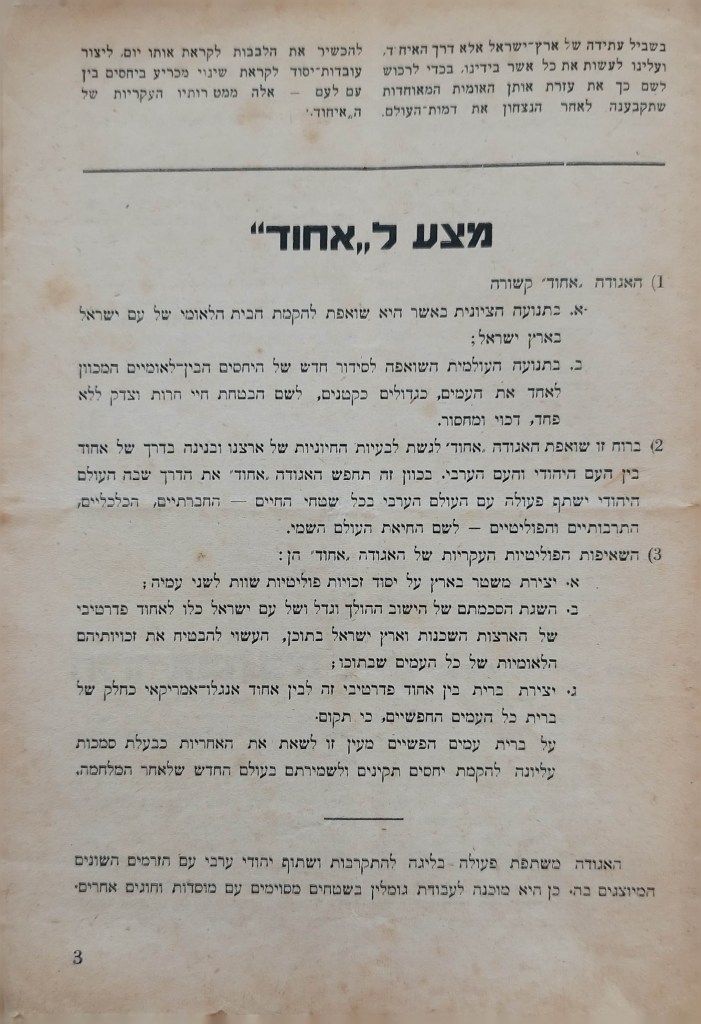 בשביל עתידה של ארץ־ישראל אלא דרך האיחוד,
ועלינו לעשות את כל אשר בידינו, בכדי לרכוש
לשם כך את עזרת אותן האומות המאוחדות
שתקבענה לאחר הנצחון את דמות־העולם.
להכשיר את הלבבות לקראת אותו יום, ליצור
עובדות־יסוד לקראת שינוי מכריע ביחסים בין
עם לעם — אלה ממטרותיו העקריות של
ה„איחוד".
מצע ל„אחוד"
1) האגודה „אחוד" קשורה
א. בתנועה הציונית באשר היא שואפת להקמת הבית הלאומי של עם ישראל
בארץ ישראל;
ב. בתנועה העולמית השואפה לסידור חדש של היחסים הבין־לאומיים המכוון
לאחד את העמים, כגדולים כקטנים, לשם הבטחת חיי חרות וצדק ללא
פחד, דכוי ומחסור.
2) ברוח זו שואפת האגודה „אחוד" לגשת לבעיות החיוניות של ארצנו ובנינה בדרך של אחוד
בין העם היהודי והעם הערבי. בכוון זה תחפש האגודה „אחוד" את הדרך שבה העולם
היהודי ישתף פעולה עם העולם הערבי בכל שטחי החיים — החברתיים, הכלכליים,
התרבותיים והפוליטיים — לשם החיאת העולם השמי.
3) השאיפות הפוליטיות העקריות של האגודה „אחוד" הן:
א. יצירת משטר בארץ על יסוד זכויות פוליטיות שוות לשני עמיה;
ב. השגת הסכמתם של הישוב ההולך וגדל ושל עם ישראל כלו לאחוד פדרטיבי
של הארצות השכנות וארץ ישראל בתוכן, העשוי להבטיח את זכויותיהם
הלאומיות של כל העמים שבתוכו;
ג. יצירת ברית בין אחוד פדרטיבי זה לבין אחוד אנגלו־אמריקאי כחלק של
ברית כל העמים החפשיים, כי תקום.
על ברית עמים חפשיים מעין זו לשאת את האחריות כבעלת סמכות
עליונה להקמת יחסים תקינים ולשמירתם בעולם החדש שלאחר המלחמה.
האגודה משתפת פעולה בליגה להתקרבות ושתוף יהודי ערבי עם הזרמים השונים
המיוצגים בה. כן היא מוכנה לעבודת גומלין בשטחים מסוימים עם מוסדות וחוגים אחרים.
3